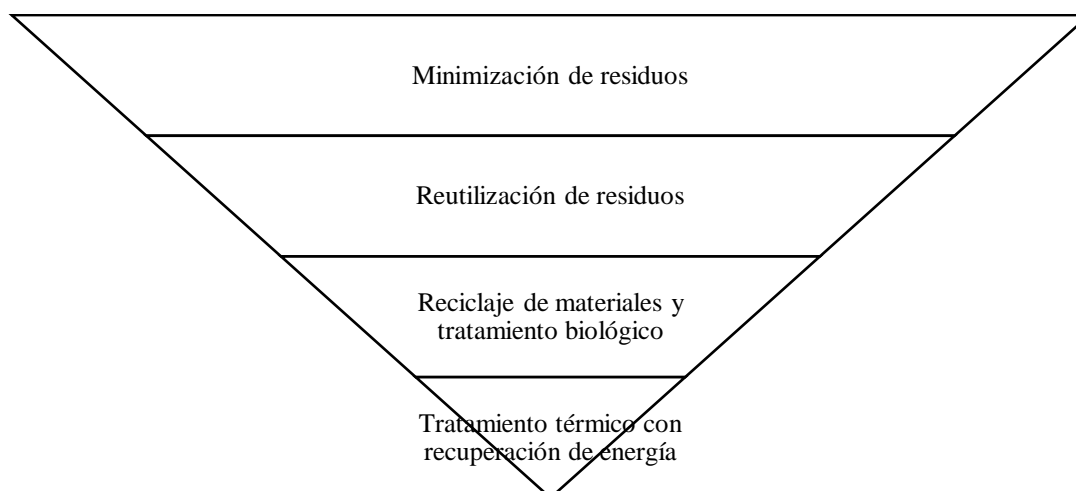 Minimización de residuos
Reutilización de residuos
Reciclaje de materiales y
tratamiento biológico
Tratamiento térmico con
recuperación de energía